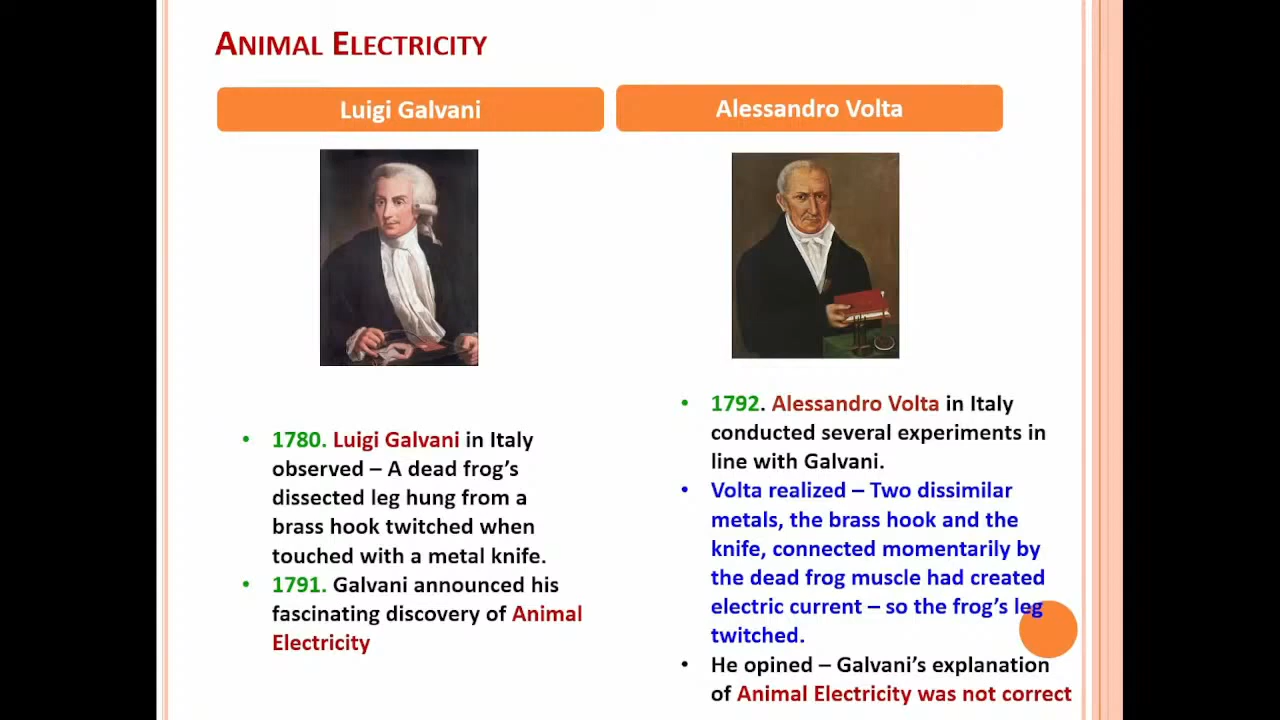 ANIMAL ELECTRICITY
Luigi Galvani
Alessandro Volta
• 1780. Luigi Galvani in Italy
observed – A dead frog's
dissected leg hung from a
brass hook twitched when
touched with a metal knife.
• 1791. Galvani announced his
fascinating discovery of Animal
Electricity
• 1792. Alessandro Volta in Italy
conducted several experiments in
line with Galvani.
• Volta realized – Two dissimilar
metals, the brass hook and the
knife, connected momentarily by
the dead frog muscle had created
electric current – so the frog's leg
twitched.
• He opined – Galvani's explanation
of Animal Electricity was not correct